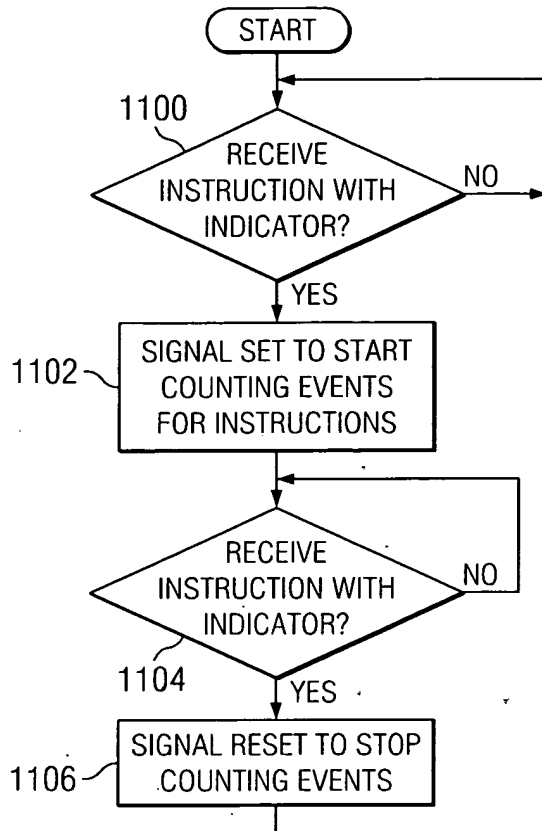 START
1100
RECEIVE
INSTRUCTION WITH
INDICATOR?
NO
YES
1102
SIGNAL SET TO START
COUNTING EVENTS
FOR INSTRUCTIONS
RECEIVE
INSTRUCTION WITH
INDICATOR?
NO
1104
YES
1106
SIGNAL RESET TO STOP
COUNTING EVENTS